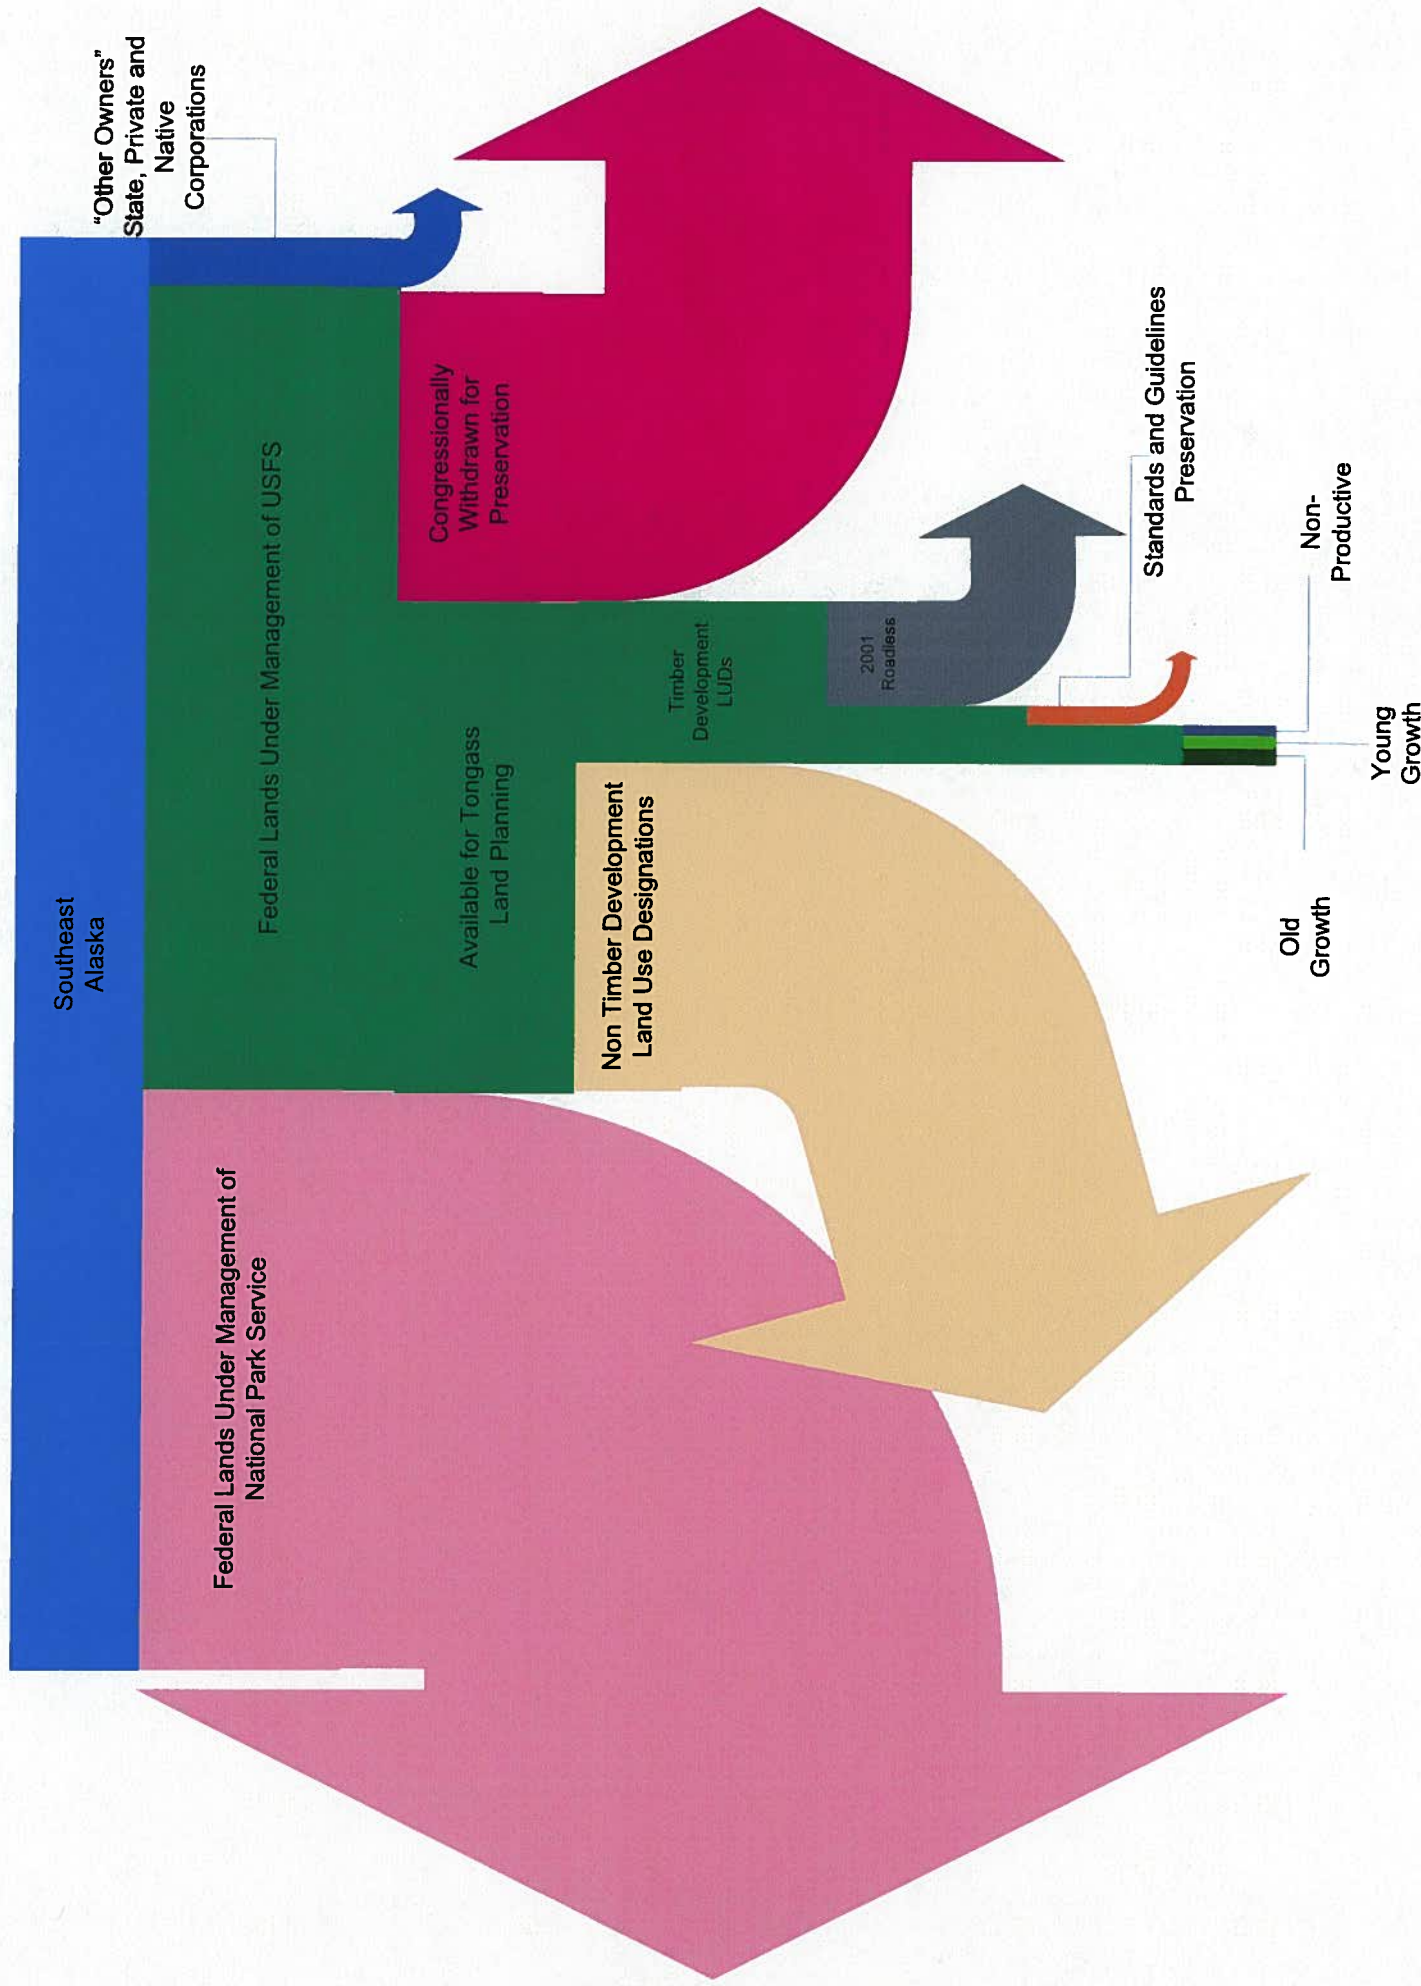 Southeast
Alaska
"Other Owners"
State, Private and
Native
Corporations
Federal Lands Under Management of
National Park Service
Federal Lands Under Management of USFS
Available for Tongass
Land Planning
Congressionally
Withdrawn for
Preservation
Non Timber Development
Land Use Designations
Timber
Development
LUDs
2001
Roadless
Standards and Guidelines
Preservation
Old
Growth
Young
Growth
Non-
Productive